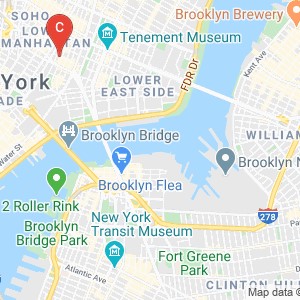 SOHO
Brooklyn Brewery
C
LO
MANHATTAN
Tenement Museum
FDR Dr
Kent Ave
York
LOWER
EAST SIDE
ADE
Brooklyn Bridge
WILLIAM
Water St
Brooklyn Flea
Brooklyn N
2
Roller Rink
New York
Transit Museum
278
Brooklyn
Bridge Park
Fort Greene
Park
Atlantic Ave
CLINTON HI
Map data ©